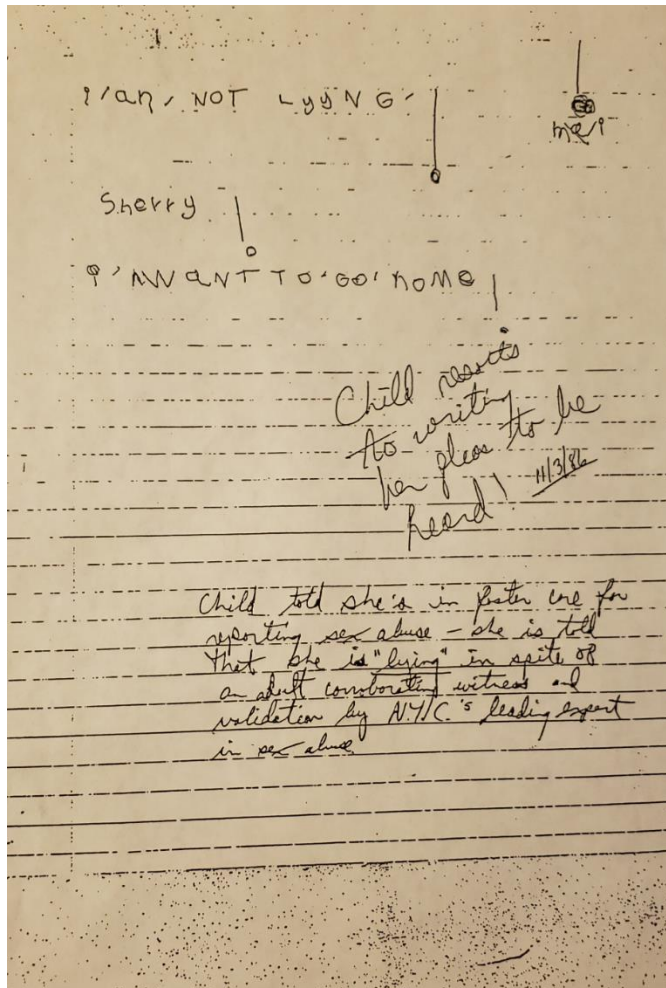 I am NOT LyyNG
mari
Sherry
I WANT TO GO hOME
Child resorts
to writing
her pleas to be
heard! 11/3/86
Child told she's in foster care for
reporting sex abuse – she is told
that she is "lying" in spite of
an adult corroborating witness and
validation by N.Y.C.'s leading expert
in sex abuse